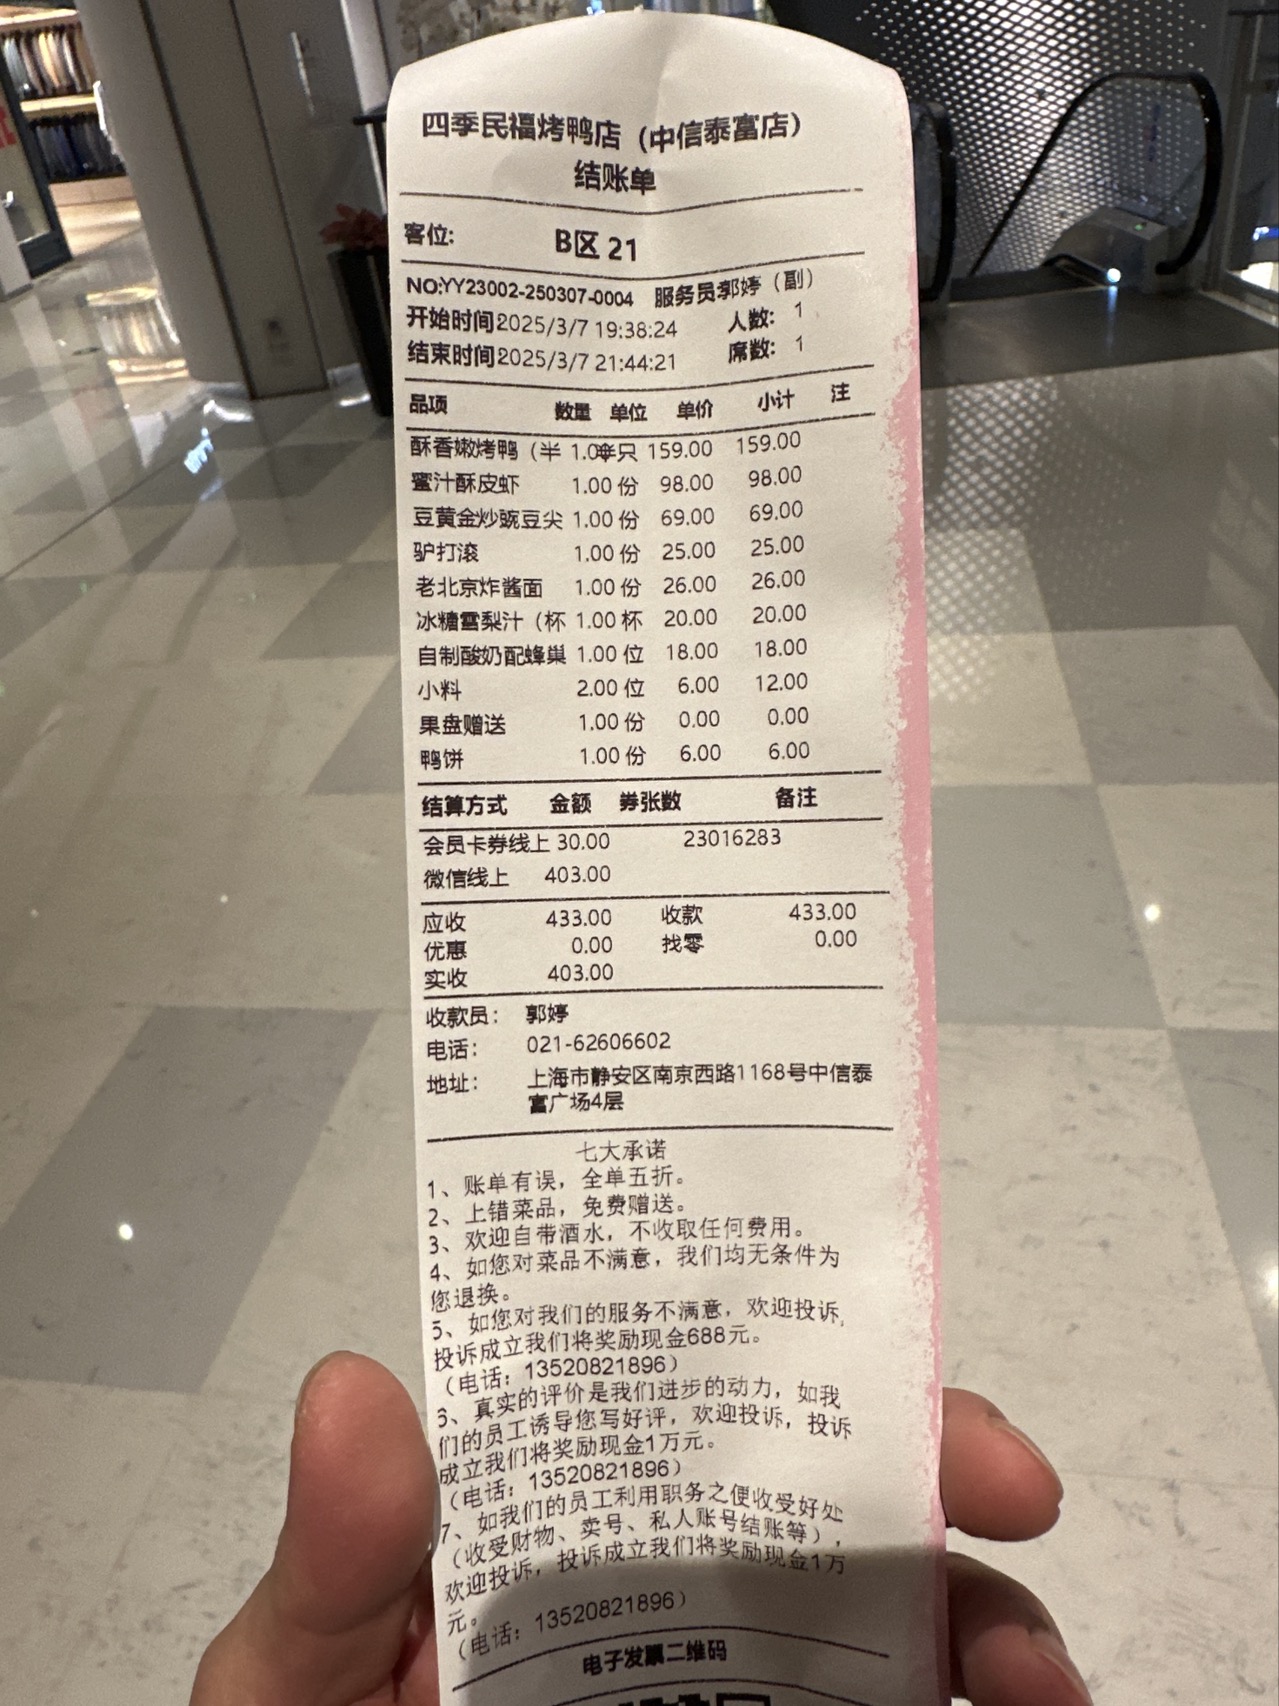 四季民福烤鸭店（中信泰富店）
结账单
客位: B区 21
NO:YY23002-250307-0004 服务员郭婷（副）
开始时间2025/3/7 19:38:24 人数: 1
结束时间2025/3/7 21:44:21 席数: 1
品项 数量 单位 单价 小计 注
酥香嫩烤鸭（半 1.00半只 159.00 159.00
蜜汁酥皮虾 1.00 份 98.00 98.00
豆黄金炒豌豆尖 1.00 份 69.00 69.00
驴打滚 1.00 份 25.00 25.00
老北京炸酱面 1.00 份 26.00 26.00
冰糖雪梨汁（杯 1.00 杯 20.00 20.00
自制酸奶配蜂巢 1.00 位 18.00 18.00
小料 2.00 位 6.00 12.00
果盘赠送 1.00 份 0.00 0.00
鸭饼 1.00 份 6.00 6.00
结算方式 金额 券张数 备注
会员卡券线上 30.00 23016283
微信线上 403.00
应收 433.00 收款 433.00
优惠 0.00 找零 0.00
实收 403.00
收款员: 郭婷
电话: 021-62606602
地址: 上海市静安区南京西路1168号中信泰
富广场4层
七大承诺
1、账单有误，全单五折。
2、上错菜品，免费赠送。
3、欢迎自带酒水，不收取任何费用。
4、如您对菜品不满意，我们均无条件为
您退换。
5、如您对我们的服务不满意，欢迎投诉，
投诉成立我们将奖励现金688元。
（电话：13520821896）
6、真实的评价是我们进步的动力，如我
们的员工诱导您写好评，欢迎投诉，投诉
成立我们将奖励现金1万元。
（电话：13520821896）
7、如我们的员工利用职务之便收受好处
（收受财物、卖号、私人账号结账等），
欢迎投诉，投诉成立我们将奖励现金1万
元。
（电话：13520821896）
电子发票二维码